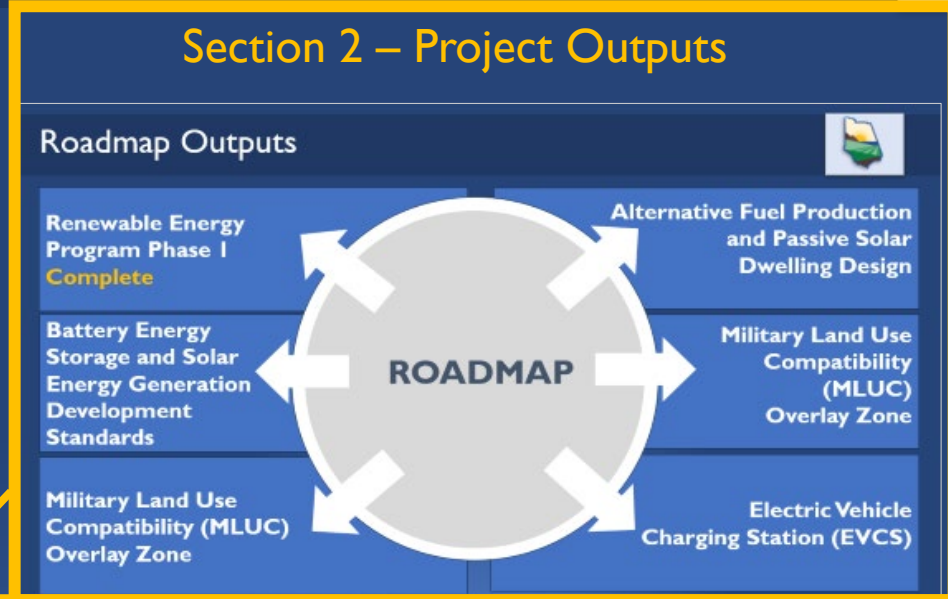 Section 2 – Project Outputs
Roadmap Outputs
Renewable Energy
Program Phase I
Complete
Battery Energy
Storage and Solar
Energy Generation
Development
Standards
Military Land Use
Compatibility (MLUC)
Overlay Zone
ROADMAP
Alternative Fuel Production
and Passive Solar
Dwelling Design
Military Land Use
Compatibility
(MLUC)
Overlay Zone
Electric Vehicle
Charging Station (EVCS)